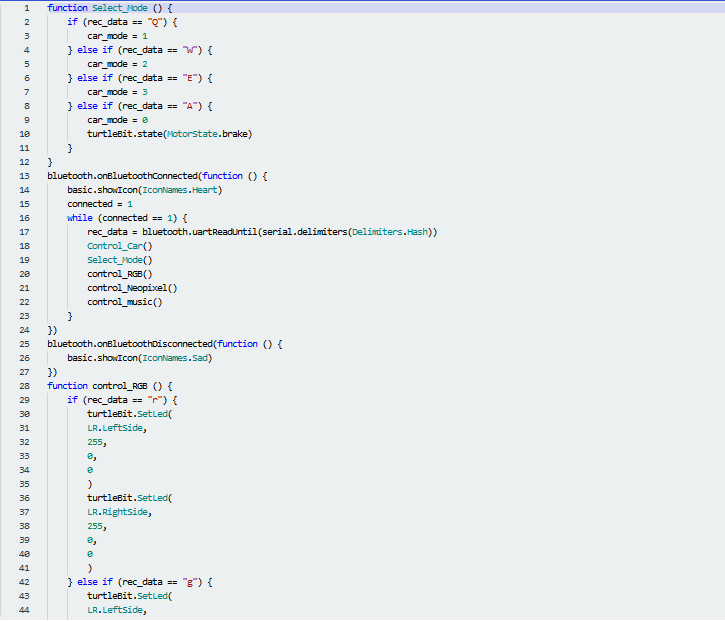 1 function Select_Mode () {
2 if (rec_data == "Q") {
3 car_mode = 1
4 } else if (rec_data == "W") {
5 car_mode = 2
6 } else if (rec_data == "E") {
7 car_mode = 3
8 } else if (rec_data == "A") {
9 car_mode = 0
10 turtleBit.state(MotorState.brake)
11 }
12 }
13 bluetooth.onBluetoothConnected(function () {
14 basic.showIcon(IconNames.Heart)
15 connected = 1
16 while (connected == 1) {
17 rec_data = bluetooth.uartReadUntil(serial.delimiters(Delimiters.Hash))
18 Control_Car()
19 Select_Mode()
20 control_RGB()
21 control_Neopixel()
22 control_music()
23 }
24 })
25 bluetooth.onBluetoothDisconnected(function () {
26 basic.showIcon(IconNames.Sad)
27 })
28 function control_RGB () {
29 if (rec_data == "r") {
30 turtleBit.SetLed(
31 LR.LeftSide,
32 255,
33 0,
34 0
35 )
36 turtleBit.SetLed(
37 LR.RightSide,
38 255,
39 0,
40 0
41 )
42 } else if (rec_data == "g") {
43 turtleBit.SetLed(
44 LR.LeftSide,